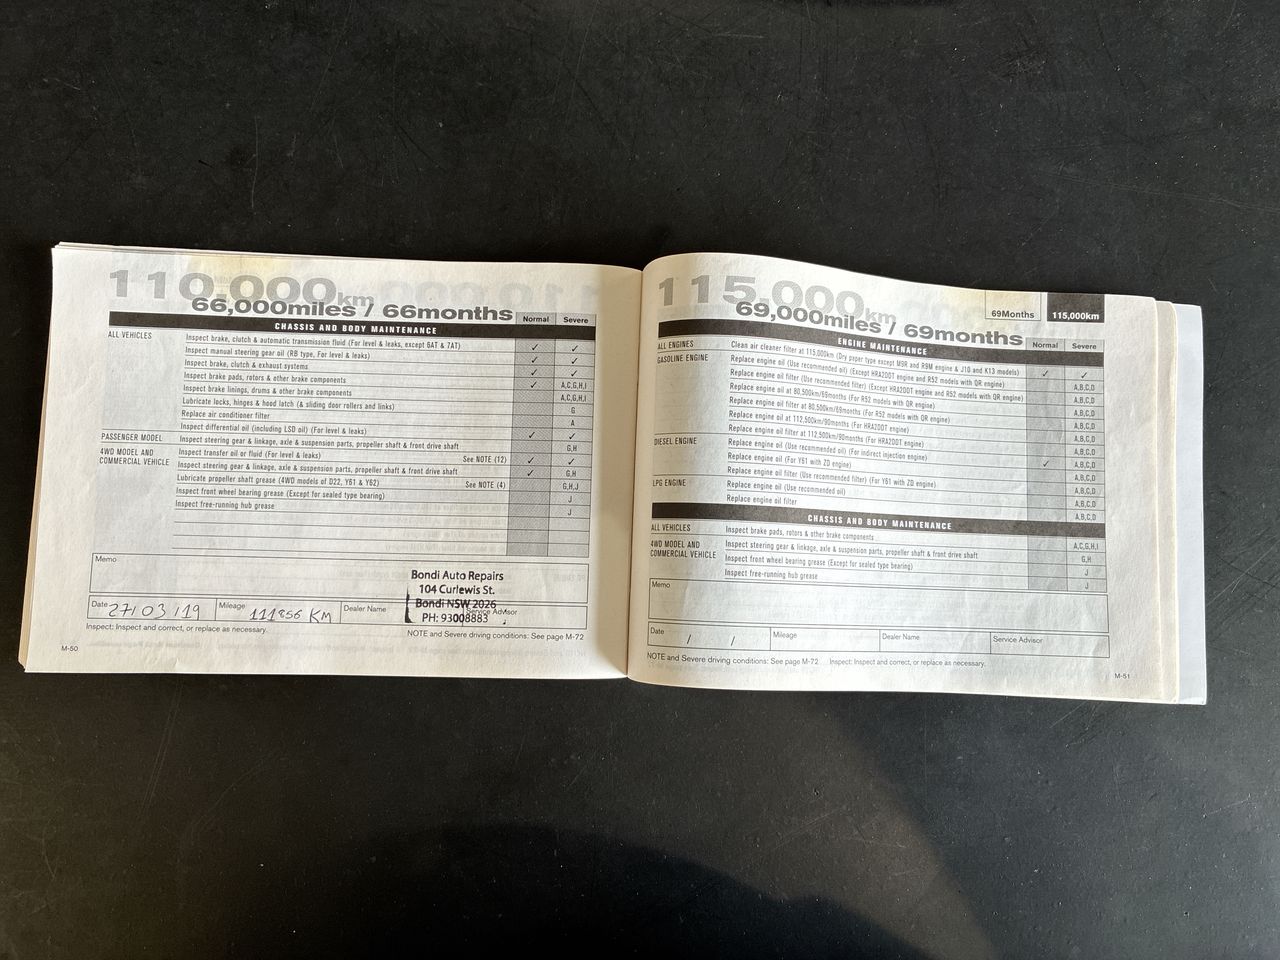 110,000km
66,000miles / 66months
Normal Severe
CHASSIS AND BODY MAINTENANCE
ALL VEHICLES Inspect brake, clutch & automatic transmission fluid (For level & leaks, except 6AT & 7AT) ✓ ✓
Inspect manual steering gear oil (RB type, For level & leaks) ✓ ✓
Inspect brake, clutch & exhaust systems ✓ ✓
Inspect brake pads, rotors & other brake components ✓ A,C,G,H,I
Inspect brake linings, drums & other brake components A,C,G,H,I
Lubricate locks, hinges & hood latch (& sliding door rollers and links) G
Replace air conditioner filter A
Inspect differential oil (including LSD oil) (For level & leaks) ✓ ✓
PASSENGER MODEL Inspect steering gear & linkage, axle & suspension parts, propeller shaft & front drive shaft G,H
4WD MODEL AND COMMERCIAL VEHICLE Inspect transfer oil or fluid (For level & leaks) See NOTE (12) ✓ ✓
Inspect steering gear & linkage, axle & suspension parts, propeller shaft & front drive shaft ✓ G,H
Lubricate propeller shaft grease (4WD models of D22, Y61 & Y62) See NOTE (4) G,H,J
Inspect front wheel bearing grease (Except for sealed type bearing) J
Inspect free-running hub grease J
Memo
Bondi Auto Repairs
104 Curlewis St.
Bondi NSW 2026
PH: 93008883
Date 27/03/19 Mileage 111856 KM Dealer Name Service Advisor
Inspect: Inspect and correct, or replace as necessary. NOTE and Severe driving conditions: See page M-72
M-50
115,000km
69,000miles / 69months
69Months 115,000km
Normal Severe
ENGINE MAINTENANCE
ALL ENGINES Clean air cleaner filter at 115,000km (Dry paper type except M9R and R9M engine & J10 and K13 models) ✓ ✓
GASOLINE ENGINE Replace engine oil (Use recommended oil) (Except HRA2DDT engine and R52 models with QR engine) A,B,C,D
Replace engine oil filter (Use recommended filter) (Except HRA2DDT engine and R52 models with QR engine) A,B,C,D
Replace engine oil at 80,500km/69months (For R52 models with QR engine) A,B,C,D
Replace engine oil filter at 80,500km/69months (For R52 models with QR engine) A,B,C,D
Replace engine oil at 112,500km/90months (For HRA2DDT engine) A,B,C,D
Replace engine oil filter at 112,500km/90months (For HRA2DDT engine) A,B,C,D
DIESEL ENGINE Replace engine oil (Use recommended oil) (For indirect injection engine) ✓ A,B,C,D
Replace engine oil (For Y61 with ZD engine) A,B,C,D
Replace engine oil filter (Use recommended filter) (For Y61 with ZD engine) A,B,C,D
LPG ENGINE Replace engine oil (Use recommended oil) A,B,C,D
Replace engine oil filter A,B,C,D
CHASSIS AND BODY MAINTENANCE
ALL VEHICLES Inspect brake pads, rotors & other brake components A,C,G,H,I
4WD MODEL AND COMMERCIAL VEHICLE Inspect steering gear & linkage, axle & suspension parts, propeller shaft & front drive shaft G,H
Inspect front wheel bearing grease (Except for sealed type bearing) J
Inspect free-running hub grease J
Memo
Date / / Mileage Dealer Name Service Advisor
NOTE and Severe driving conditions: See page M-72 Inspect: Inspect and correct, or replace as necessary.
M-51